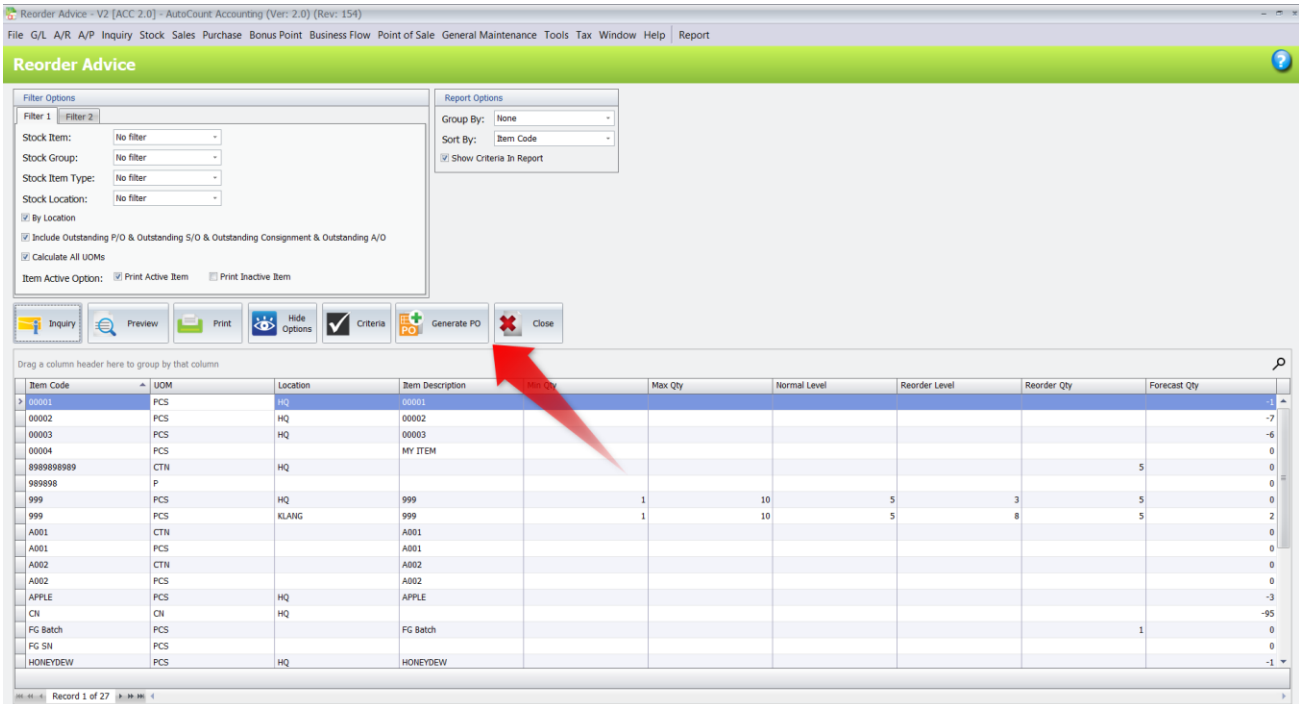 Reorder Advice - V2 [ACC 2.0] - AutoCount Accounting (Ver: 2.0) (Rev: 154)
File G/L A/R A/P Inquiry Stock Sales Purchase Bonus Point Business Flow Point of Sale General Maintenance Tools Tax Window Help Report
Reorder Advice
Filter Options
Filter 1 Filter 2
Stock Item: No filter
Stock Group: No filter
Stock Item Type: No filter
Stock Location: No filter
By Location
Include Outstanding P/O & Outstanding S/O & Outstanding Consignment & Outstanding A/O
Calculate All UOMs
Item Active Option: Print Active Item Print Inactive Item
Report Options
Group By: None
Sort By: Item Code
Show Criteria In Report
Inquiry Preview Print Hide Options Criteria PO Generate PO Close
Drag a column header here to group by that column
Item Code UOM Location Item Description Min Qty Max Qty Normal Level Reorder Level Reorder Qty Forecast Qty
00001 PCS HQ 00001 -1
00002 PCS HQ 00002 -7
00003 PCS HQ 00003 -6
00004 PCS MY ITEM 0
8989898989 CTN HQ 5 0
989898 P 0
999 PCS HQ 999 1 10 5 3 5 0
999 PCS KLANG 999 1 10 5 8 5 2
A001 CTN A001 0
A001 PCS A001 0
A002 CTN A002 0
A002 PCS A002 0
APPLE PCS HQ APPLE -3
CN CN HQ -95
FG Batch PCS FG Batch 1 0
FG SN PCS 0
HONEYDEW PCS HQ HONEYDEW -1
Record 1 of 27